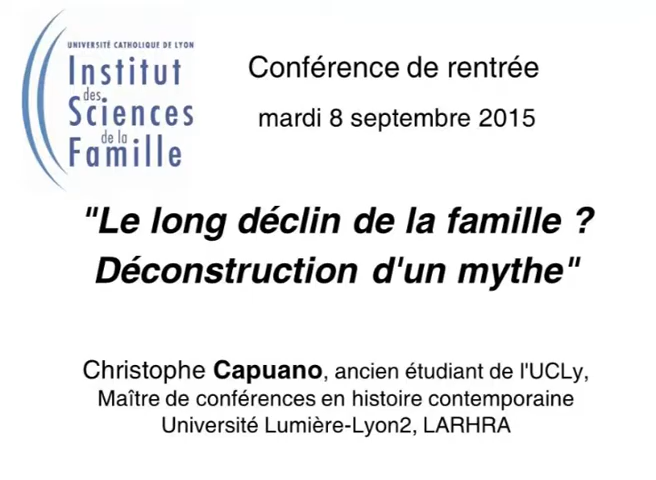 UNIVERSITÉ CATHOLIQUE DE LYON
Institut
des
Sciences
de la
Famille
Conférence de rentrée
mardi 8 septembre 2015
"Le long déclin de la famille ?
Déconstruction d'un mythe"
Christophe Capuano, ancien étudiant de l'UCLy,
Maître de conférences en histoire contemporaine
Université Lumière-Lyon2, LARHRA